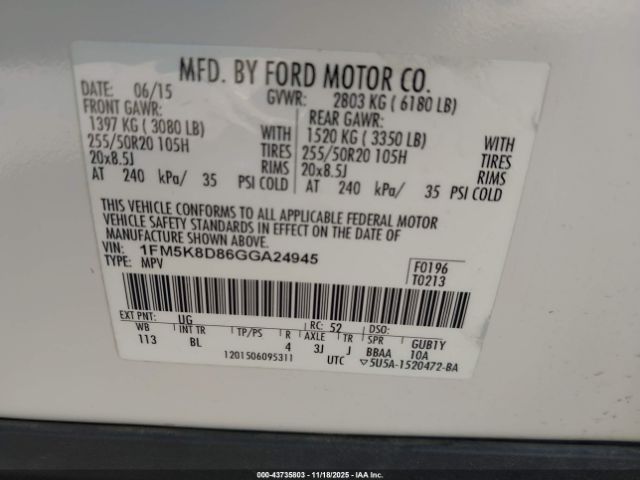 MFD. BY FORD MOTOR CO.
DATE: 06/15 GVWR: 2803 KG ( 6180 LB)
FRONT GAWR: REAR GAWR:
1397 KG ( 3080 LB) WITH 1520 KG ( 3350 LB) WITH
255/50R20 105H TIRES 255/50R20 105H TIRES
20x8.5J RIMS 20x8.5J RIMS
AT 240 kPa/ 35 PSI COLD AT 240 kPa/ 35 PSI COLD
THIS VEHICLE CONFORMS TO ALL APPLICABLE FEDERAL MOTOR
VEHICLE SAFETY STANDARDS IN EFFECT ON THE DATE OF
MANUFACTURE SHOWN ABOVE.
VIN: 1FM5K8D86GGA24945
TYPE: MPV
F0196
T0213
EXT PNT: UG RC: 52 DSO:
WB INT TR TP/PS R AXLE TR SPR GUB1Y
113 BL 4 3J J BBAA 10A
1201506095311 UTC ▽5U5A-1520472-BA
000-43735803 - 11/18/2025 - IAAI.com